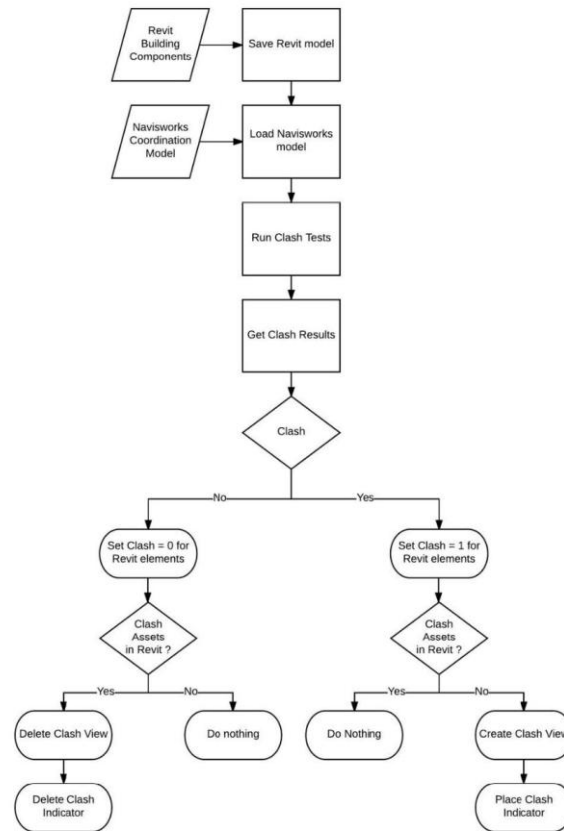 Revit
Building
Components
Save Revit model
Navisworks
Coordination
Model
Load Navisworks
model
Run Clash Tests
Get Clash Results
Clash
No
Yes
Set Clash = 0 for
Revit elements
Set Clash = 1 for
Revit elements
Clash
Assets
in Revit ?
Clash
Assets
in Revit ?
Yes
No
Yes
No
Delete Clash View
Do nothing
Do Nothing
Create Clash View
Delete Clash
Indicator
Place Clash
Indicator